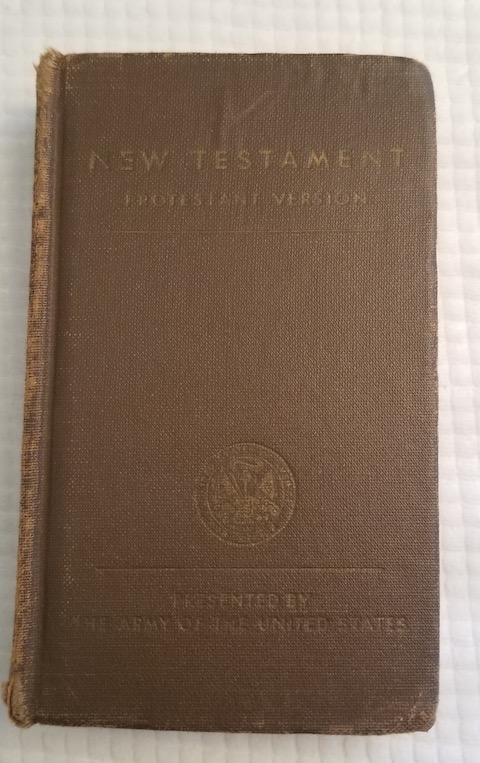 NEW TESTAMENT
PROTESTANT VERSION
PRESENTED BY
THE ARMY OF THE UNITED STATES